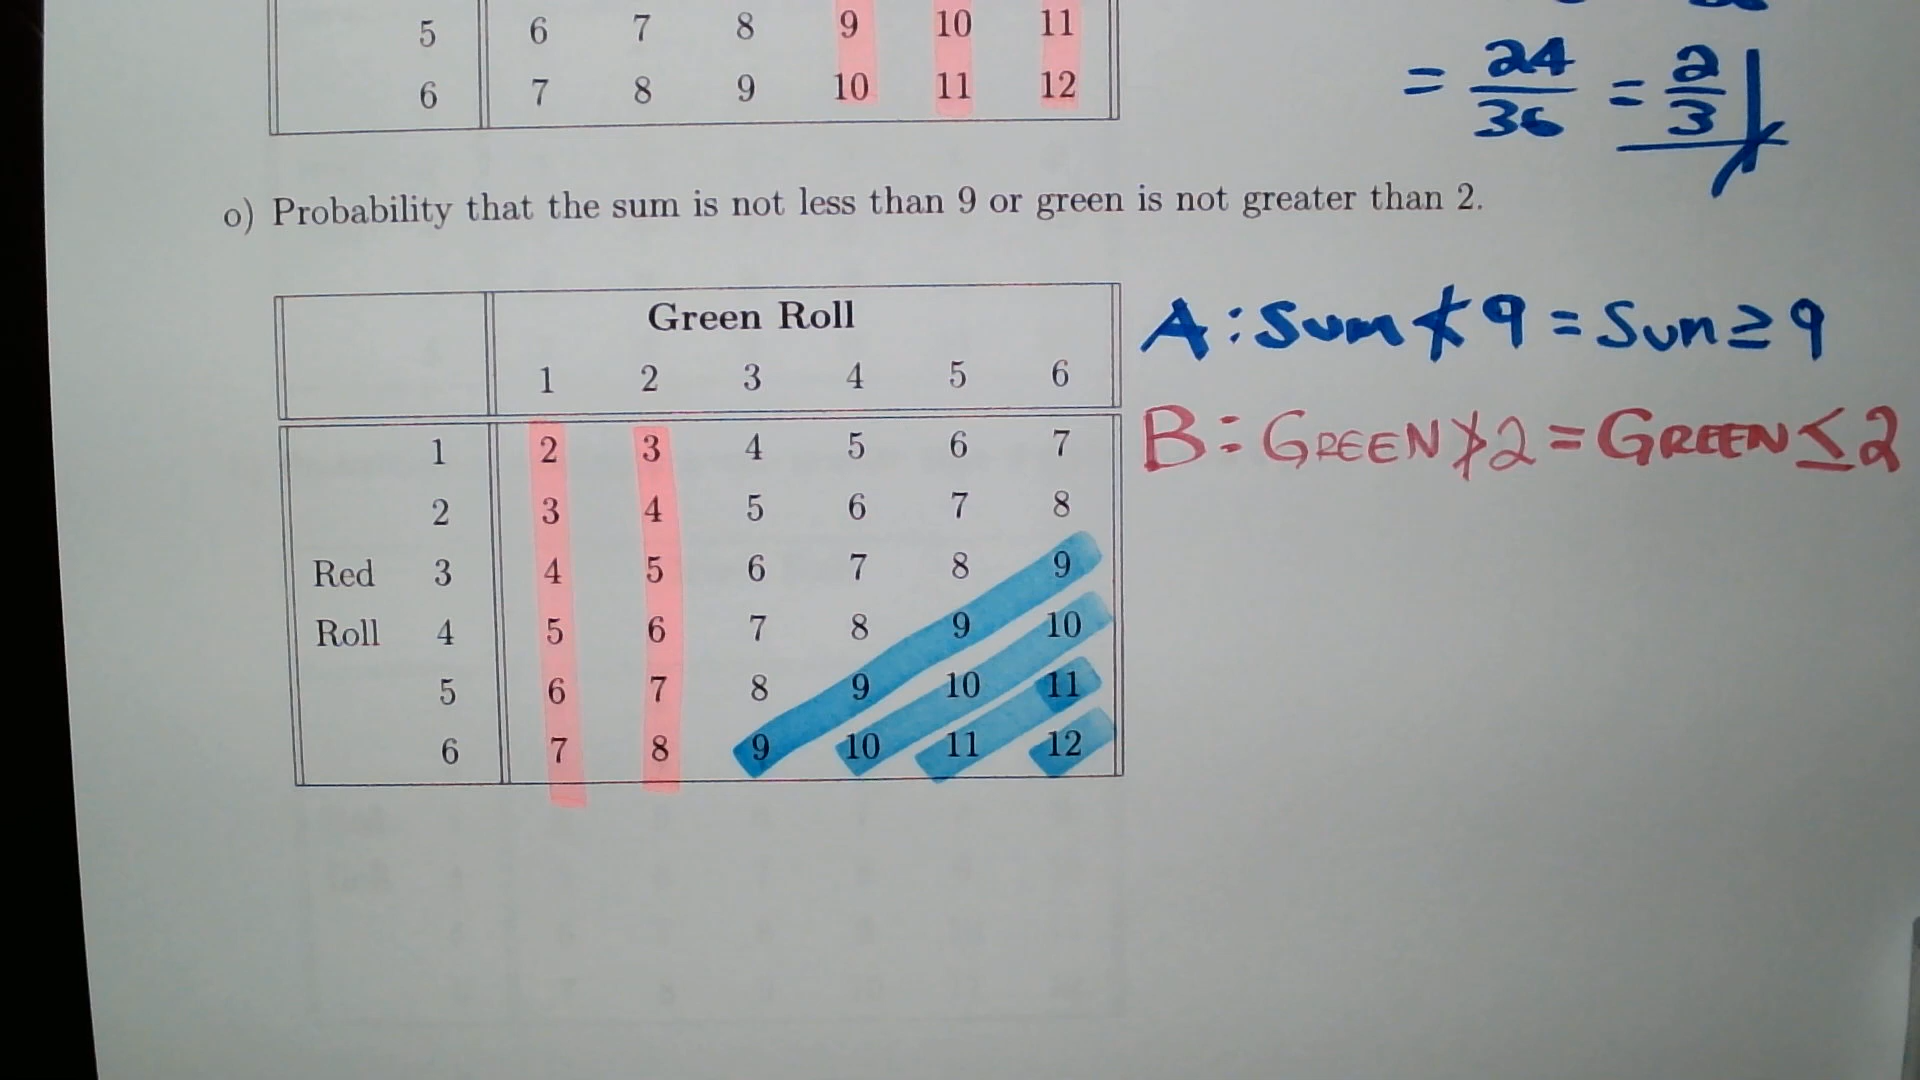 5 6 7 8 9 10 11
6 7 8 9 10 11 12
= 24/36 = 2/3
o) Probability that the sum is not less than 9 or green is not greater than 2.
Green Roll
1 2 3 4 5 6
1 2 3 4 5 6 7
2 3 4 5 6 7 8
Red 3 4 5 6 7 8 9
Roll 4 5 6 7 8 9 10
5 6 7 8 9 10 11
6 7 8 9 10 11 12
A: Sum ≮ 9 = Sum ≥ 9
B: GREEN ≯ 2 = GREEN ≤ 2